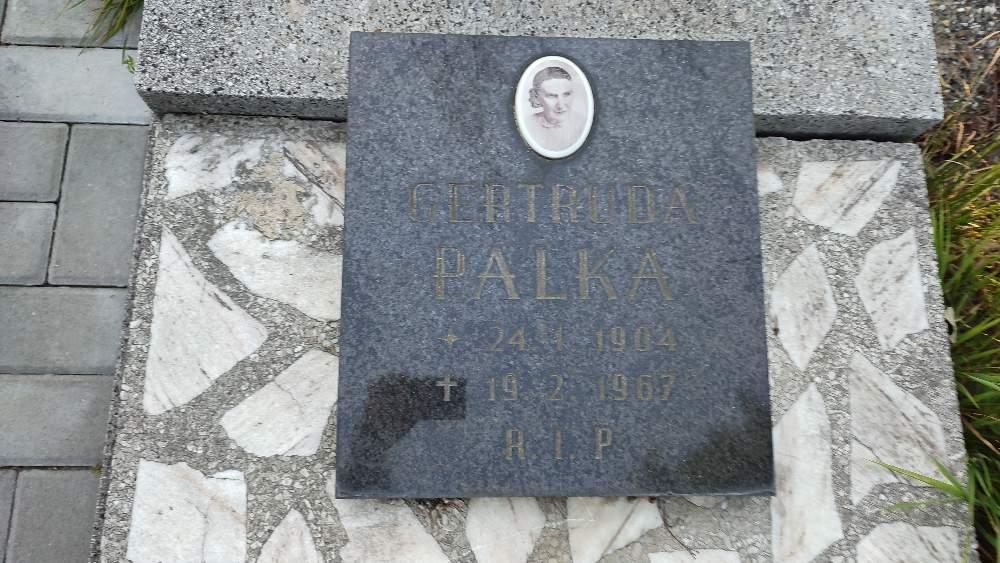 GERTRUDA
PALKA
✦ 24. 1. 1904
✝ 19. 2. 1967
R. I. P.